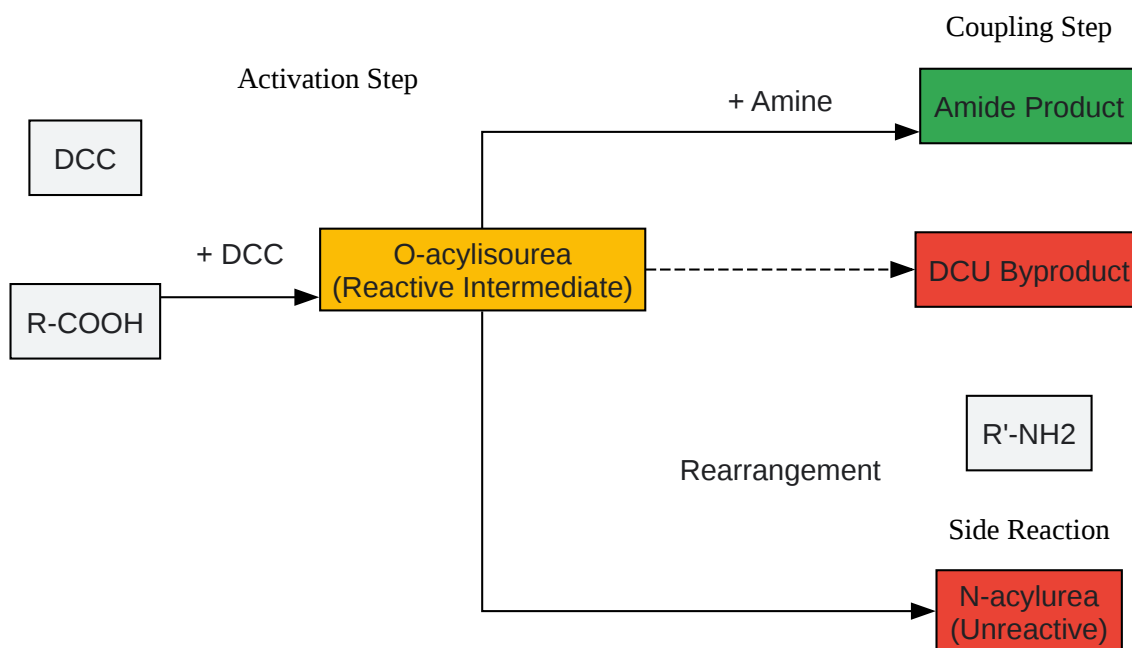 Coupling Step
Activation Step
+ Amine
Amide Product
DCC
+ DCC
O-acylisourea
(Reactive Intermediate)
DCU Byproduct
R-COOH
R'-NH2
Rearrangement
Side Reaction
N-acylurea
(Unreactive)